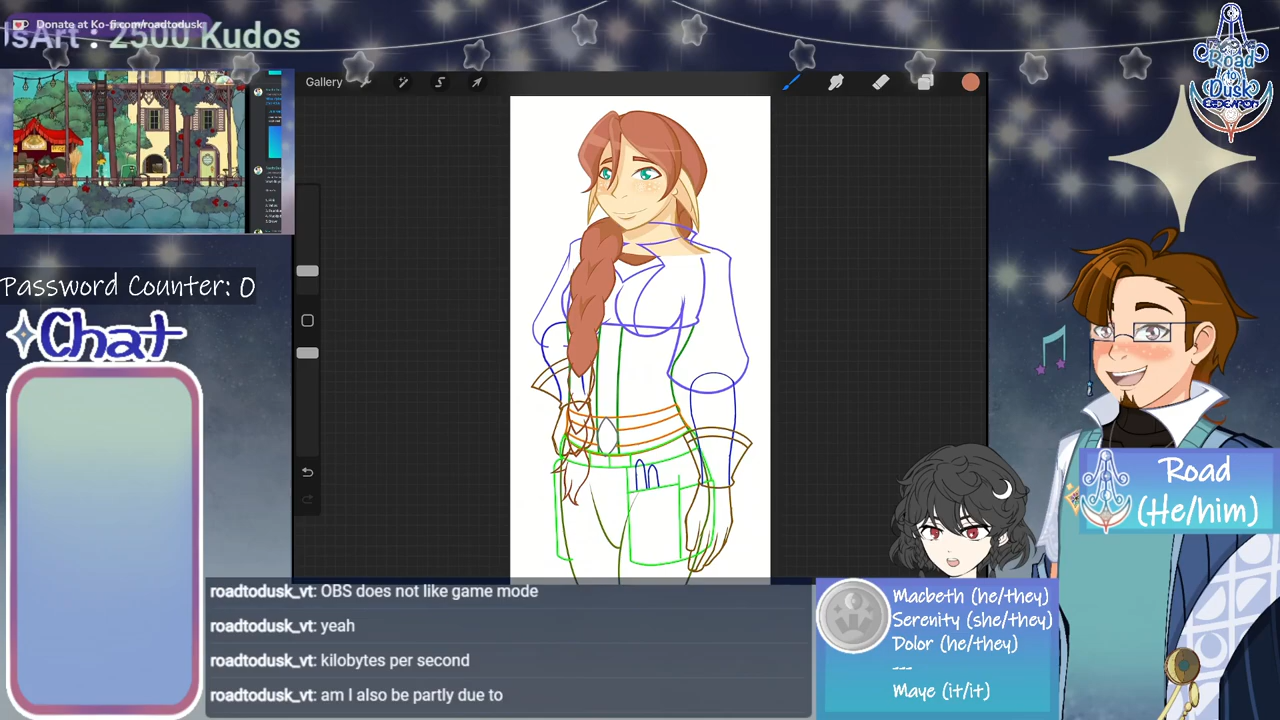 Donate at Ko-fi.com/roadtodusk
lsArt : 2500 Kudos
Gallery
Road
to
Dusk
Password Counter: 0
Chat
Road
(He/him)
roadtodusk_vt: OBS does not like game mode
roadtodusk_vt: yeah
roadtodusk_vt: kilobytes per second
roadtodusk_vt: am I also be partly due to
Macbeth (he/they)
Serenity (she/they)
Dolor (he/they)
---
Maye (it/it)